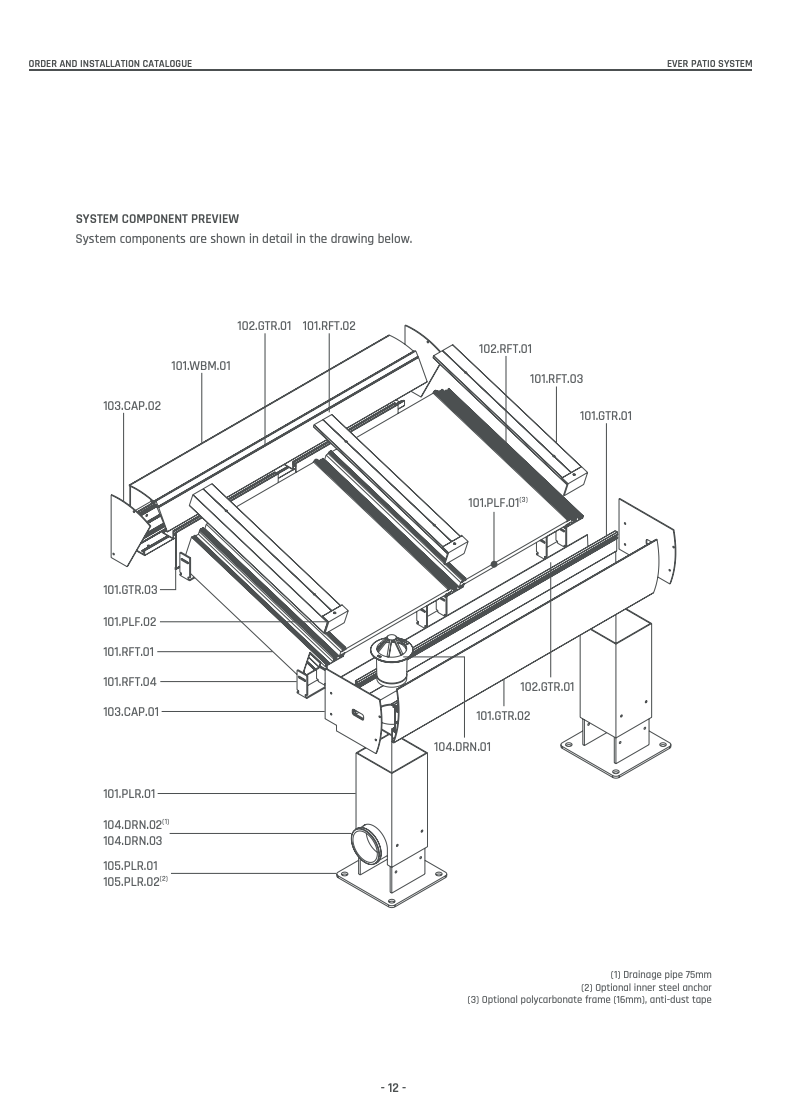 ORDER AND INSTALLATION CATALOGUE
EVER PATIO SYSTEM
SYSTEM COMPONENT PREVIEW
System components are shown in detail in the drawing below.
102.GTR.01
101.RFT.02
102.RFT.01
101.WBM.01
101.RFT.03
103.CAP.02
101.GTR.01
101.PLF.01(3)
101.GTR.03
101.PLF.02
101.RFT.01
101.RFT.04
102.GTR.01
103.CAP.01
101.GTR.02
104.DRN.01
101.PLR.01
104.DRN.02(1)
104.DRN.03
105.PLR.01
105.PLR.02(2)
(1) Drainage pipe 75mm
(2) Optional inner steel anchor
(3) Optional polycarbonate frame (16mm), anti-dust tape
- 12 -